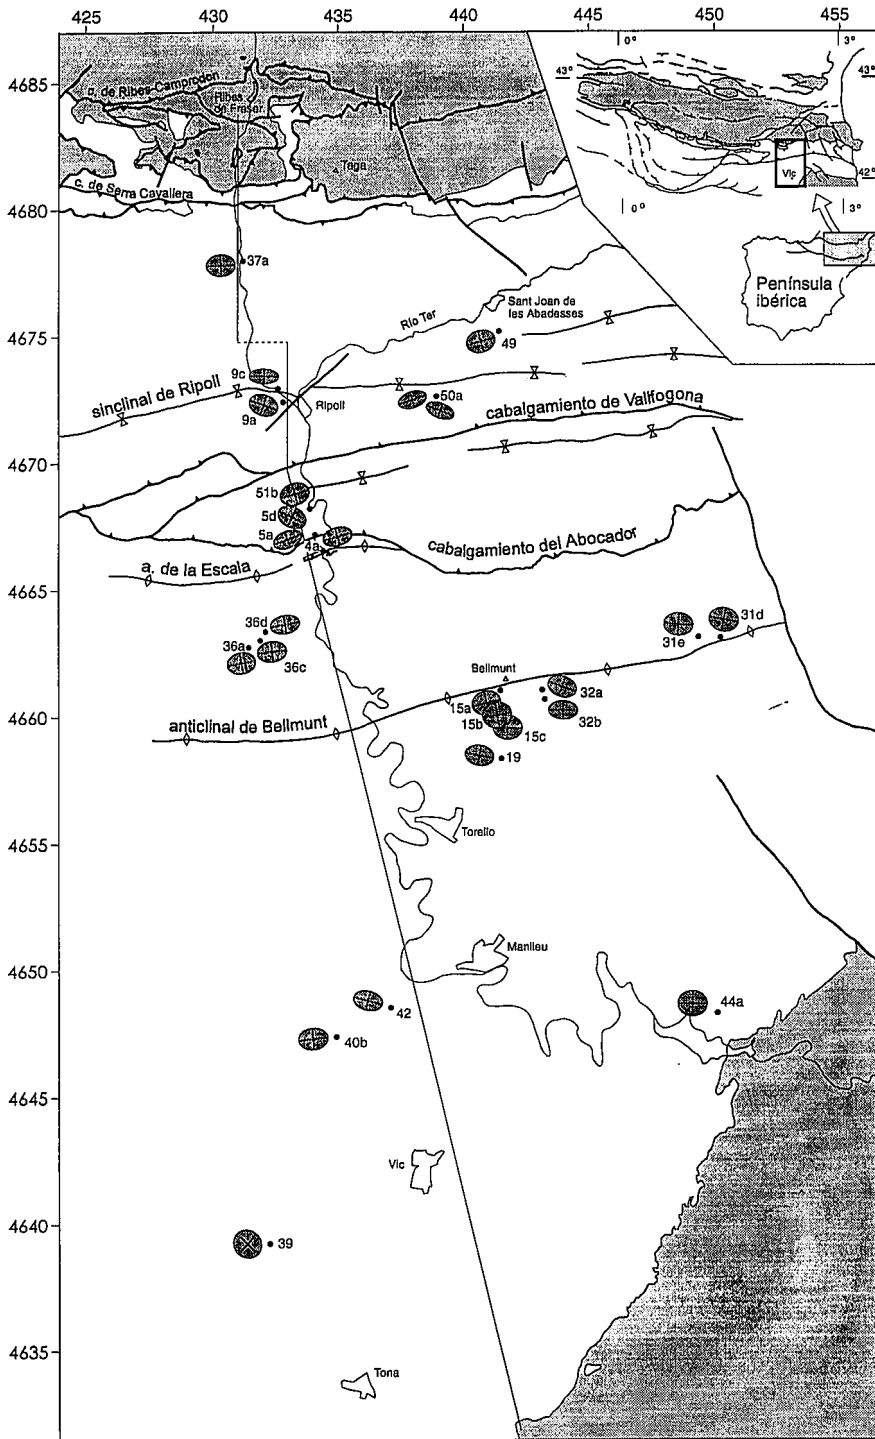 425 430 435 440 445 450 455
4685
4680
4675
4670
4665
4660
4655
4650
4645
4640
4635
0° 3°
43° 43°
42°
Vic
0° 3°
Península
ibérica
c. de Ribes-Camprodon
Ribes
de Freser
Taga
c. de Serra Cavallera
37a
Río Ter
Sant Joan de
les Abadesses
49
sinclinal de Ripoll
9c
9a
Ripoll
50a
cabalgamiento de Vallfogona
51b
5d
5a
4a
cabalgamiento del Abocador
a. de la Escala
36d
36a
36c
31d
31e
Bellmunt
32a
32b
15a
15b
15c
anticlinal de Bellmunt
19
Torello
Manlleu
42
40b
44a
Vic
39
Tona